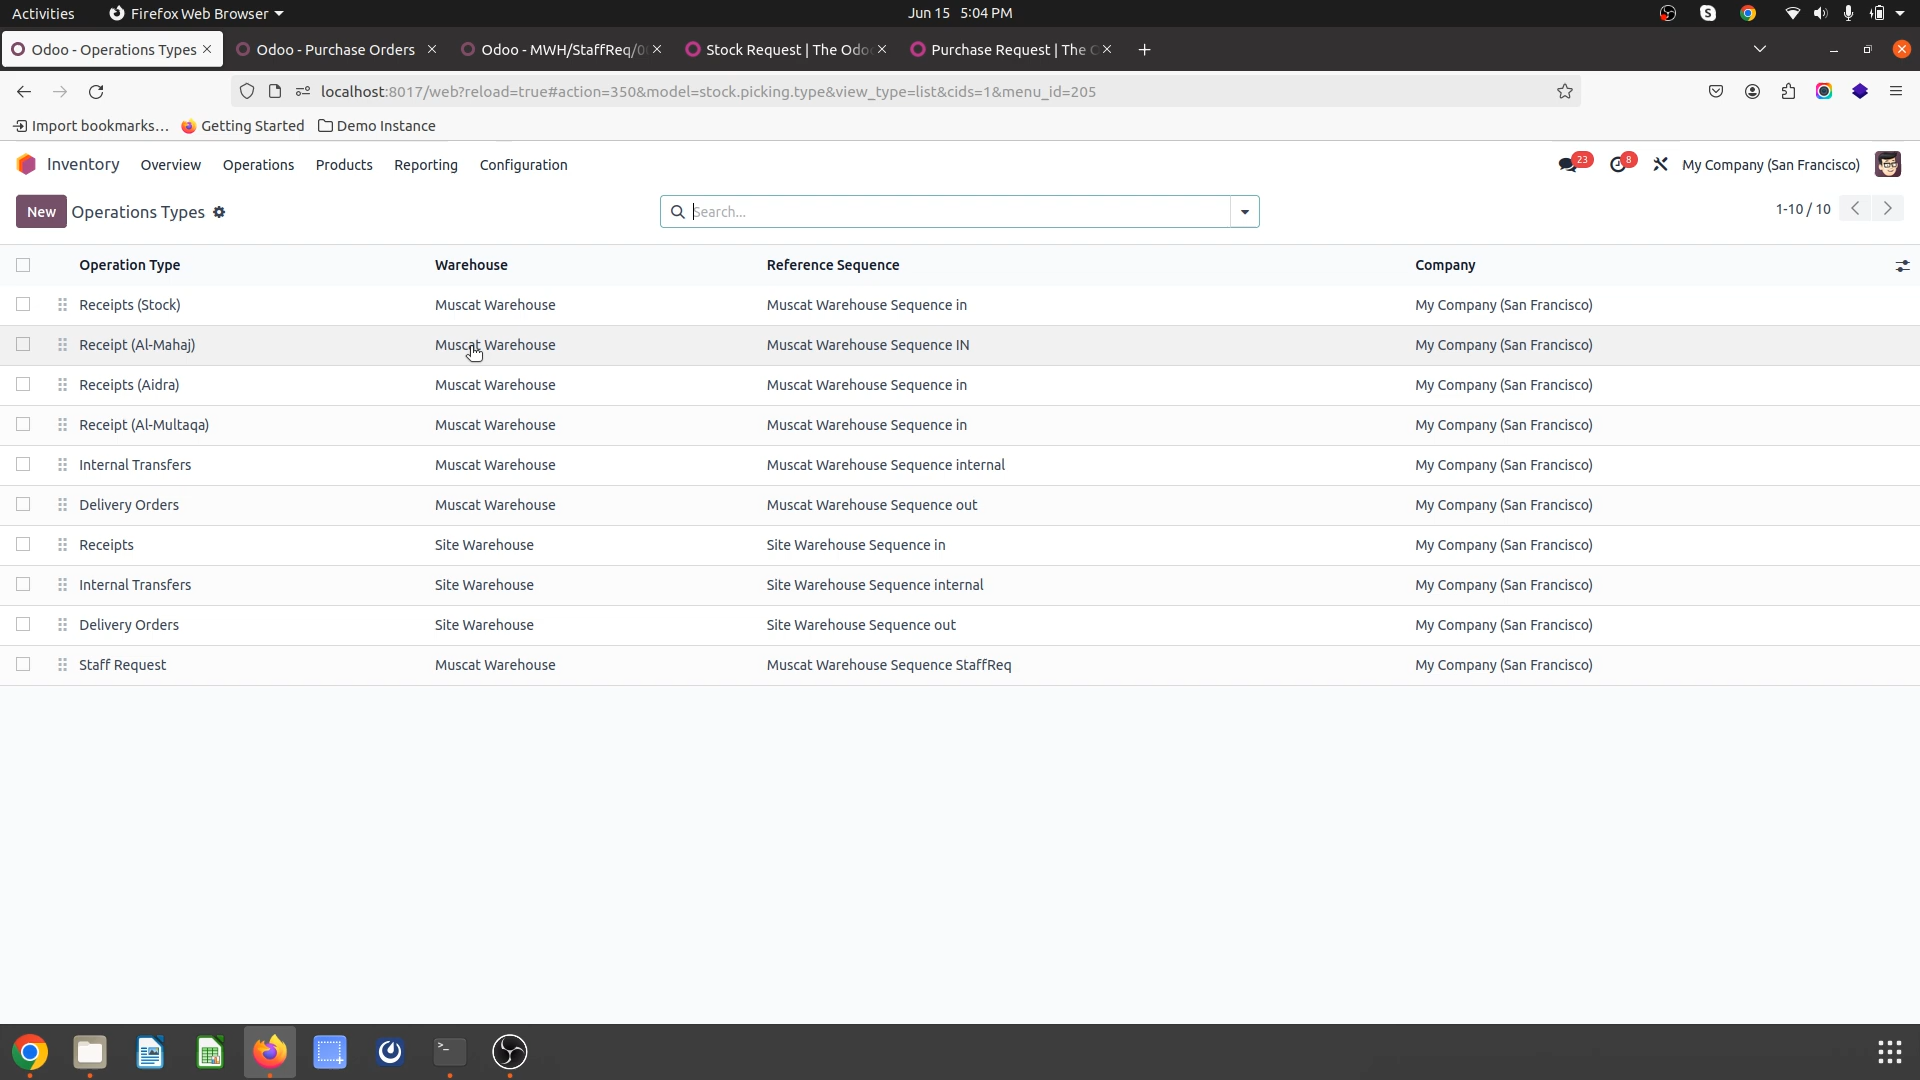 Activities Firefox Web Browser Jun 15 5:04 PM
Odoo - Operations Types Odoo - Purchase Orders Odoo - MWH/StaffReq/0 Stock Request | The Odo Purchase Request | The
localhost:8017/web?reload=true#action=350&model=stock.picking.type&view_type=list&cids=1&menu_id=205
Import bookmarks... Getting Started Demo Instance
Inventory Overview Operations Products Reporting Configuration 23 8 My Company (San Francisco)
New Operations Types Search... 1-10 / 10
Operation Type Warehouse Reference Sequence Company
Receipts (Stock) Muscat Warehouse Muscat Warehouse Sequence in My Company (San Francisco)
Receipt (Al-Mahaj) Muscat Warehouse Muscat Warehouse Sequence IN My Company (San Francisco)
Receipts (Aidra) Muscat Warehouse Muscat Warehouse Sequence in My Company (San Francisco)
Receipt (Al-Multaqa) Muscat Warehouse Muscat Warehouse Sequence in My Company (San Francisco)
Internal Transfers Muscat Warehouse Muscat Warehouse Sequence internal My Company (San Francisco)
Delivery Orders Muscat Warehouse Muscat Warehouse Sequence out My Company (San Francisco)
Receipts Site Warehouse Site Warehouse Sequence in My Company (San Francisco)
Internal Transfers Site Warehouse Site Warehouse Sequence internal My Company (San Francisco)
Delivery Orders Site Warehouse Site Warehouse Sequence out My Company (San Francisco)
Staff Request Muscat Warehouse Muscat Warehouse Sequence StaffReq My Company (San Francisco)